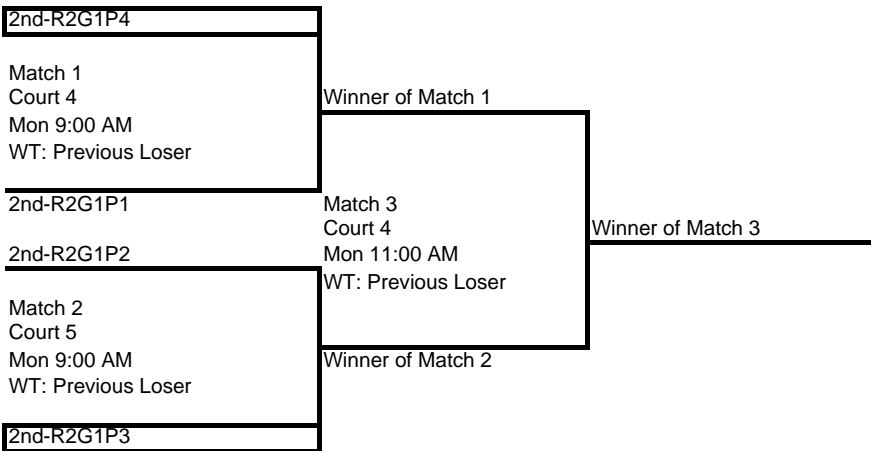 2nd-R2G1P4
Match 1
Court 4
Mon 9:00 AM
WT: Previous Loser
2nd-R2G1P1
Winner of Match 1
2nd-R2G1P2
Match 2
Court 5
Mon 9:00 AM
WT: Previous Loser
2nd-R2G1P3
Winner of Match 2
Match 3
Court 4
Mon 11:00 AM
WT: Previous Loser
Winner of Match 3